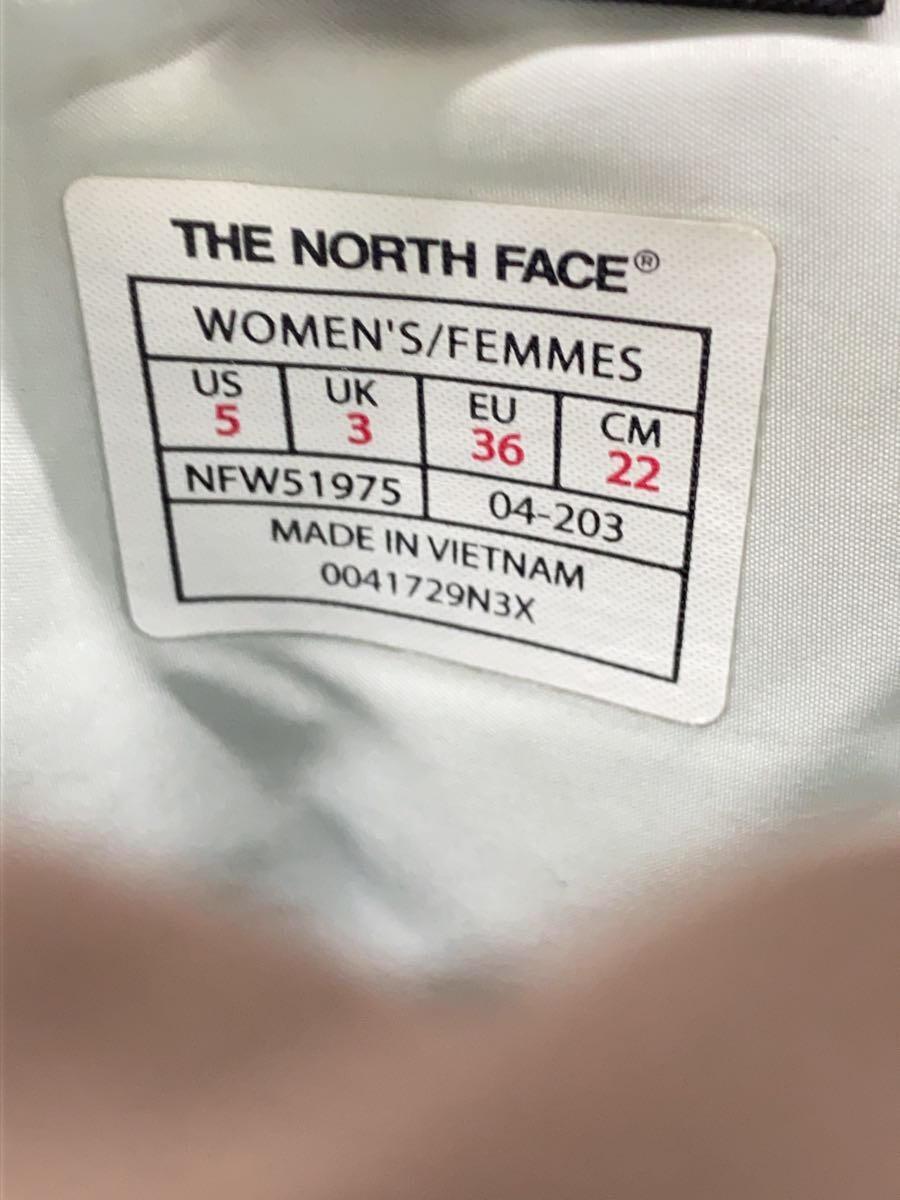 THE NORTH FACE®
WOMEN'S/FEMMES
US UK EU CM
5 3 36 22
NFW51975 04-203
MADE IN VIETNAM
0041729N3X